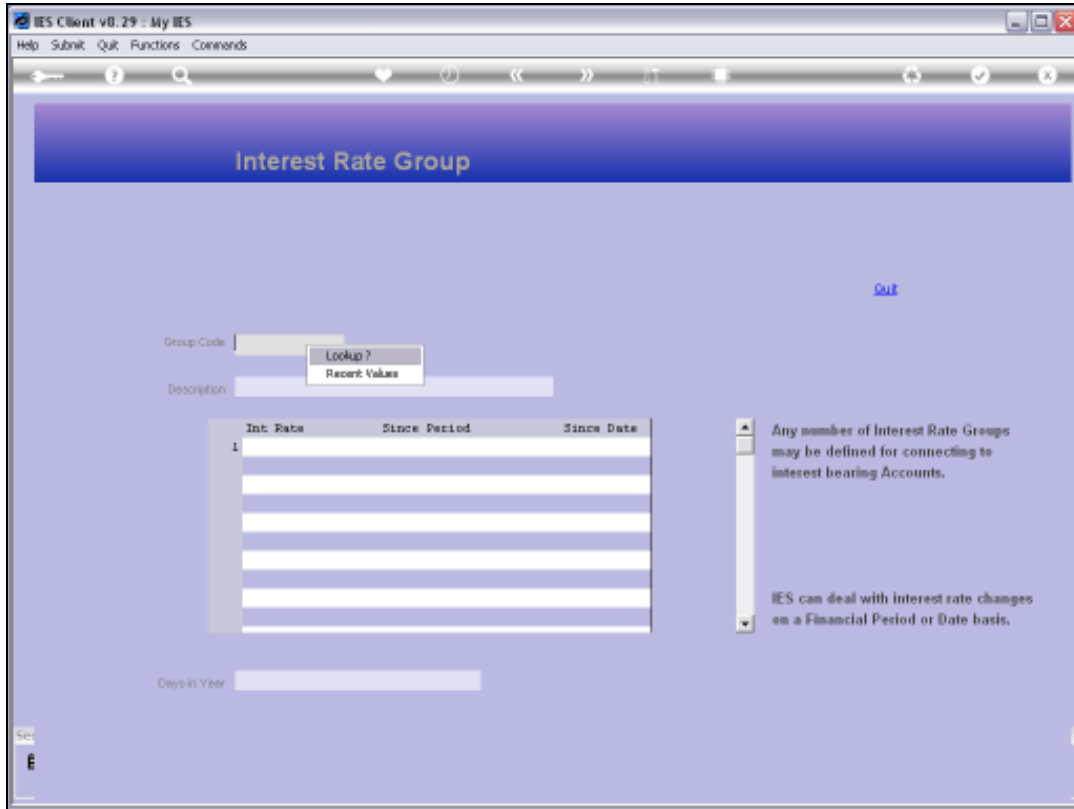 IES Client v8.29 : My IES
Help Submit Quit Functions Commands
Interest Rate Group
Quit
Group Code
Lookup ?
Recent Values
Description
Int Rate Since Period Since Date
1
Any number of Interest Rate Groups
may be defined for connecting to
interest bearing Accounts.
IES can deal with interest rate changes
on a Financial Period or Date basis.
Days in Year